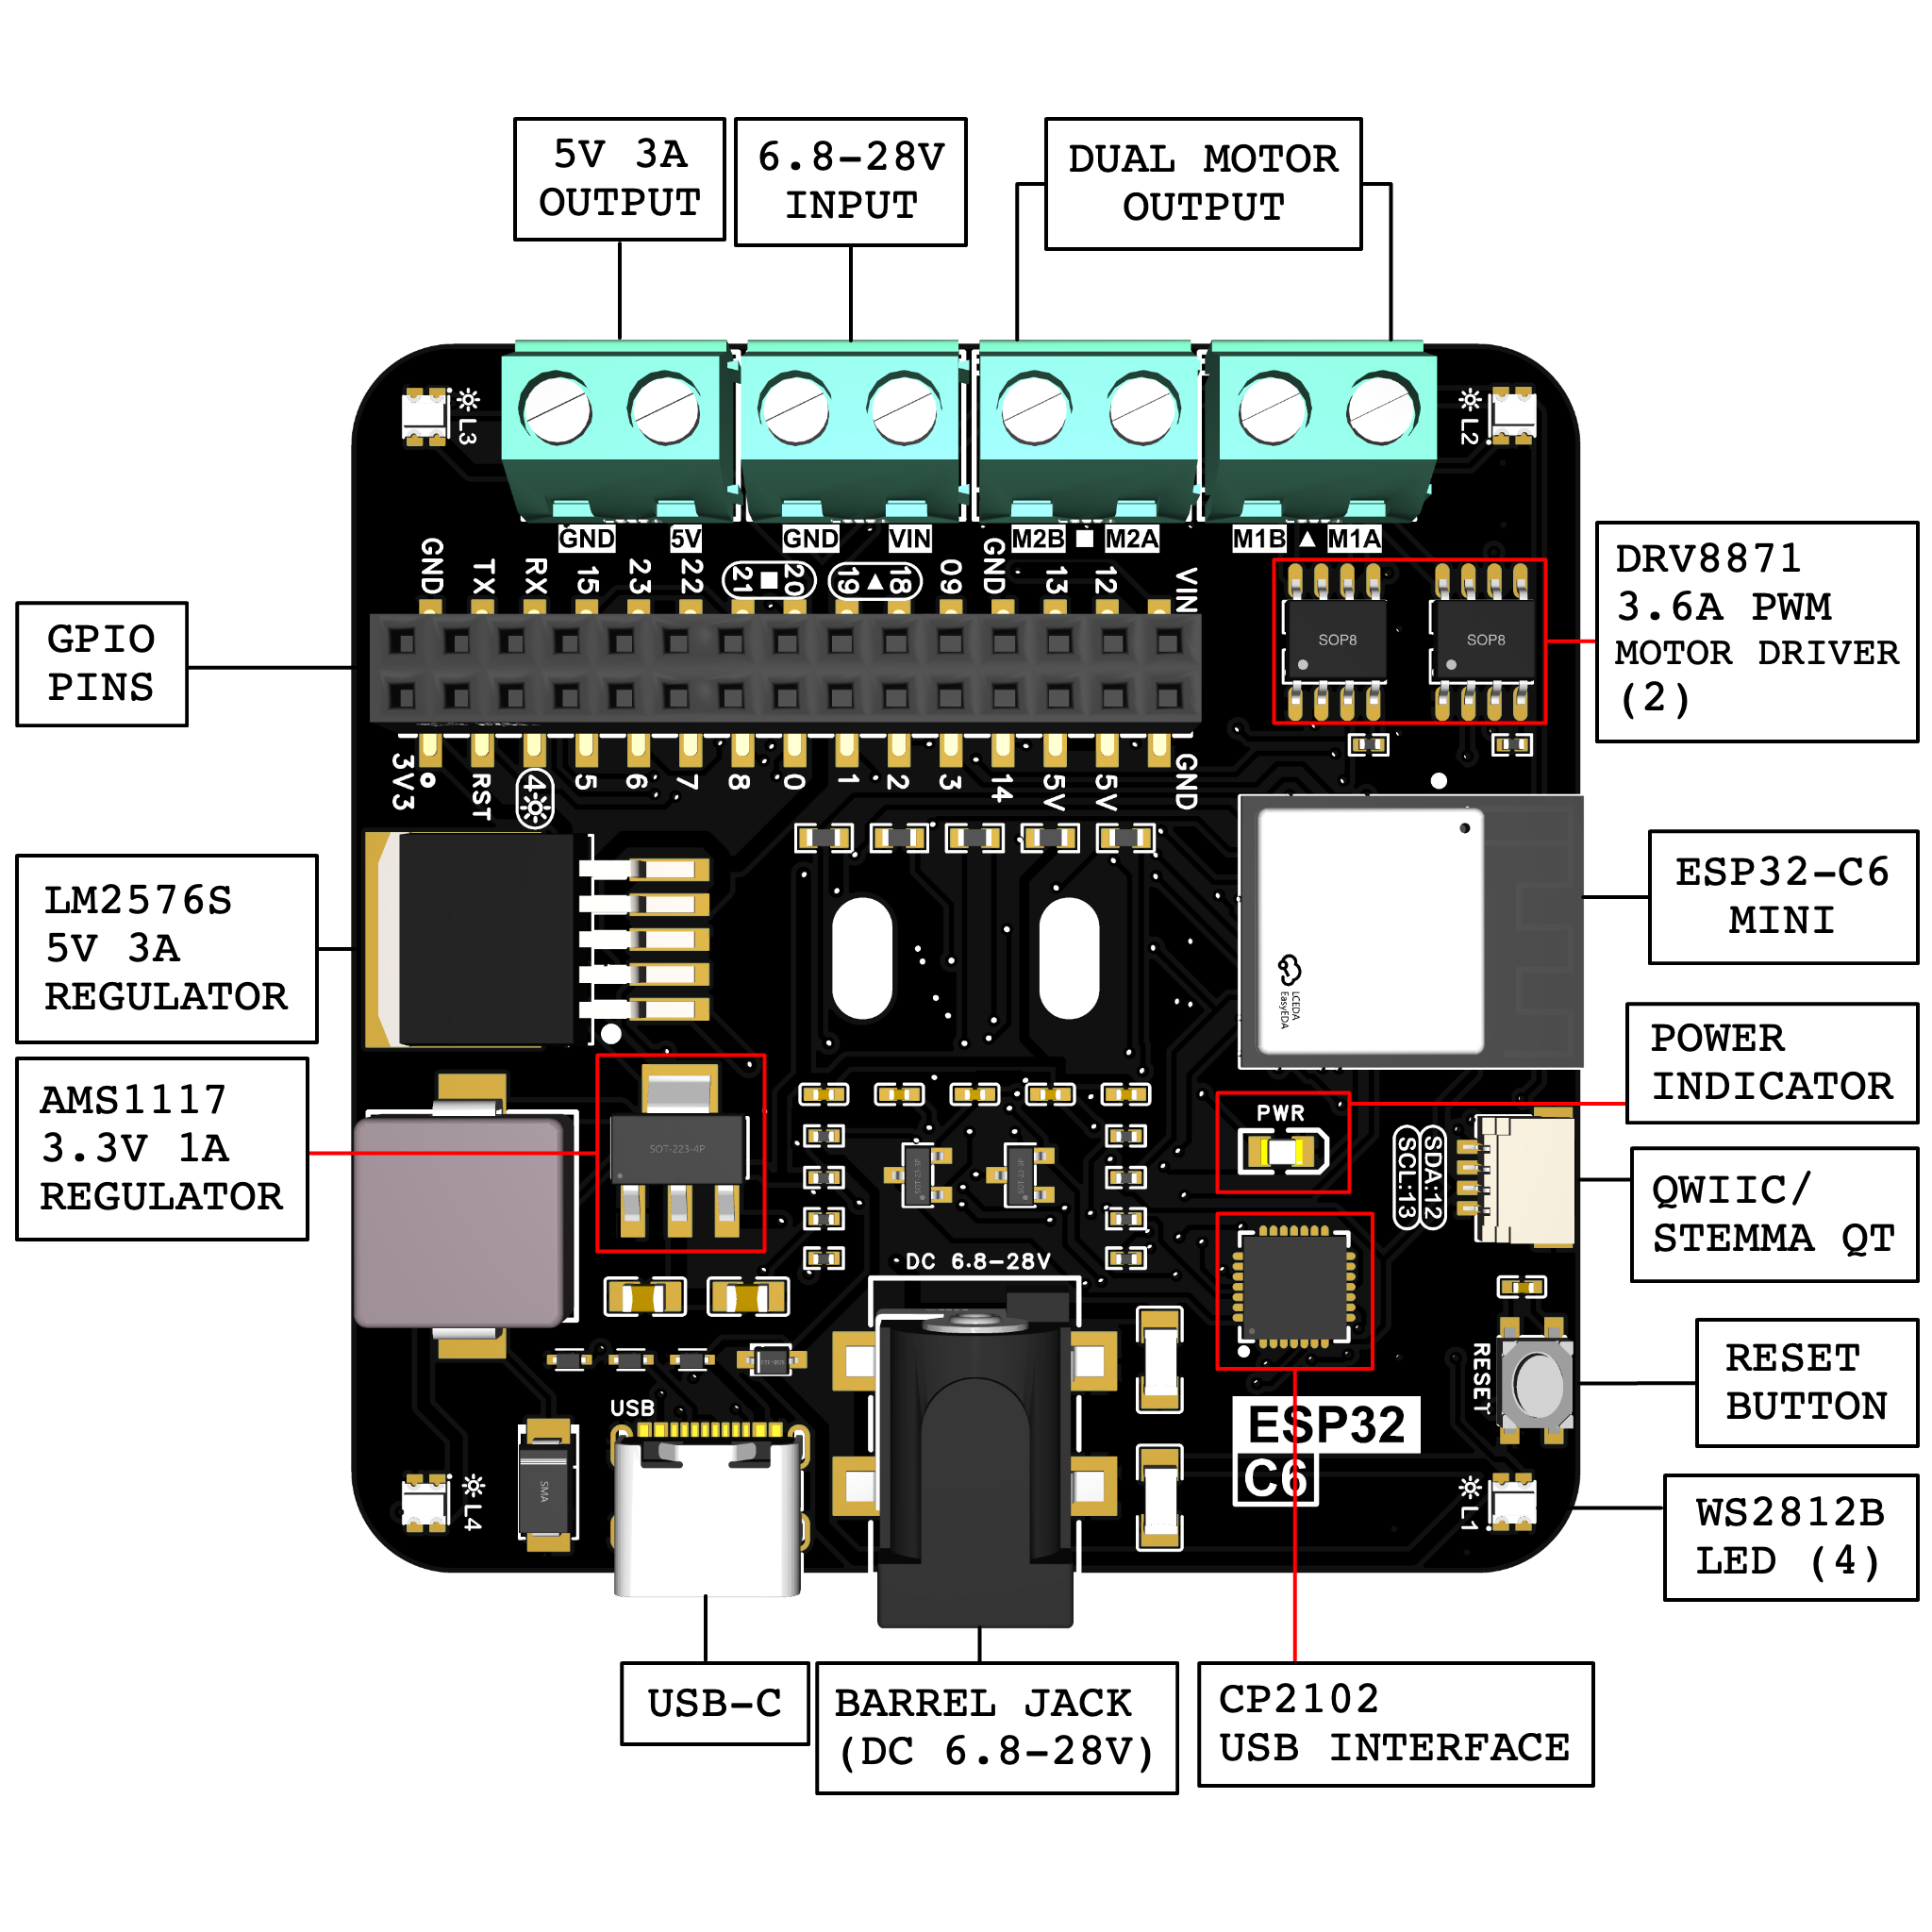 5V 3A
OUTPUT
6.8-28V
INPUT
DUAL MOTOR
OUTPUT
L3
L2
GND
5V
GND
VIN
M2B
M2A
M1B
M1A
GND
TX
RX
15
23
22
21
20
19
18
09
GND
13
12
VIN
DRV8871
3.6A PWM
MOTOR DRIVER
(2)
SOP8
SOP8
GPIO
PINS
3V3
RST
4
5
6
7
8
0
1
2
3
14
5V
5V
GND
LM2576S
5V 3A
REGULATOR
ESP32-C6
MINI
LCEDA
EasyEDA
POWER
INDICATOR
AMS1117
3.3V 1A
REGULATOR
SOT-223-4P
PWR
SCL:13
SDA:12
QWIIC/
STEMMA QT
DC 6.8-28V
RESET
RESET
BUTTON
USB
ESP32
C6
SMA
L4
L1
WS2812B
LED (4)
USB-C
BARREL JACK
(DC 6.8-28V)
CP2102
USB INTERFACE